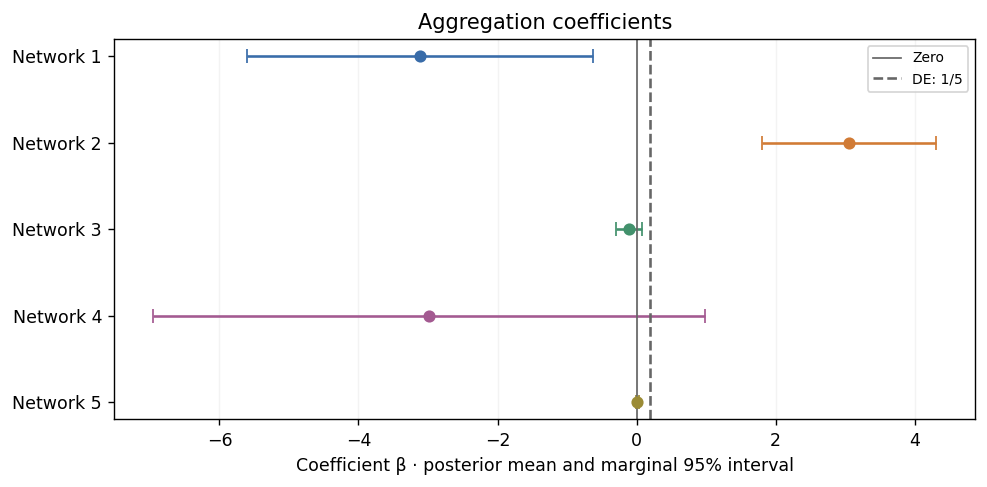 Aggregation coefficients
Network 1
Network 2
Network 3
Network 4
Network 5
Zero
DE: 1/5
−6
−4
−2
0
2
4
Coefficient β · posterior mean and marginal 95% interval